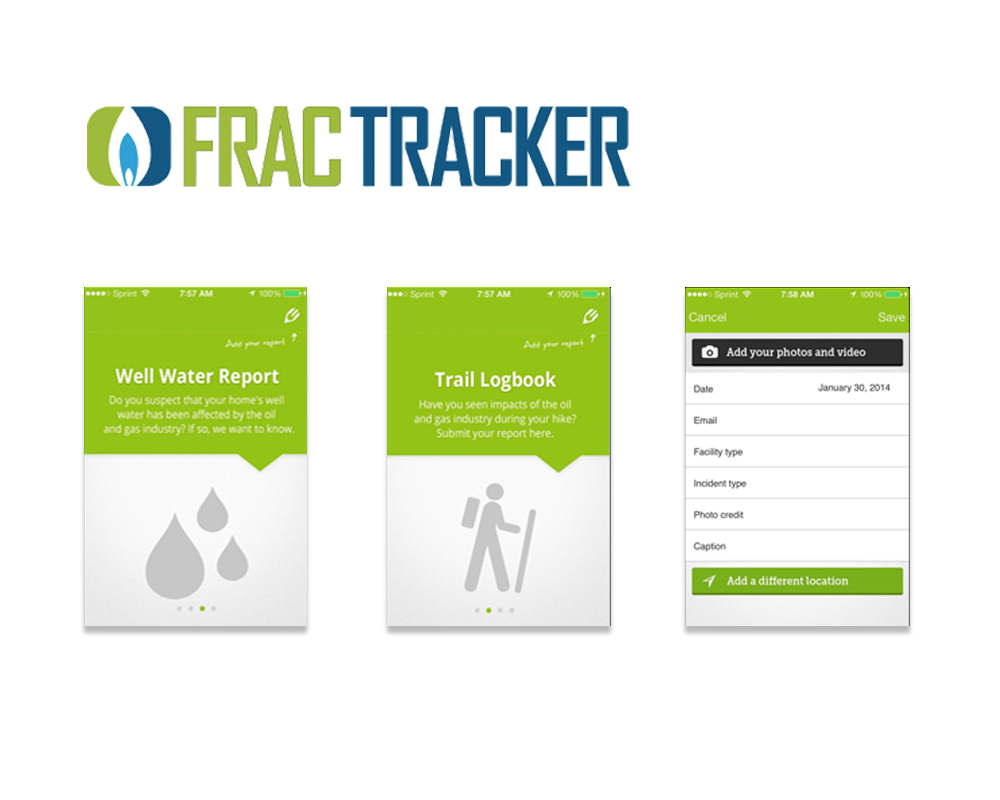 FRACTRACKER
Sprint 7:57 AM 100%
Add your report
Well Water Report
Do you suspect that your home's well
water has been affected by the oil
and gas industry? If so, we want to know.
Sprint 7:57 AM 100%
Add your report
Trail Logbook
Have you seen impacts of the oil
and gas industry during your hike?
Submit your report here.
Sprint 7:58 AM 100%
Cancel Save
Add your photos and video
Date January 30, 2014
Email
Facility type
Incident type
Photo credit
Caption
Add a different location